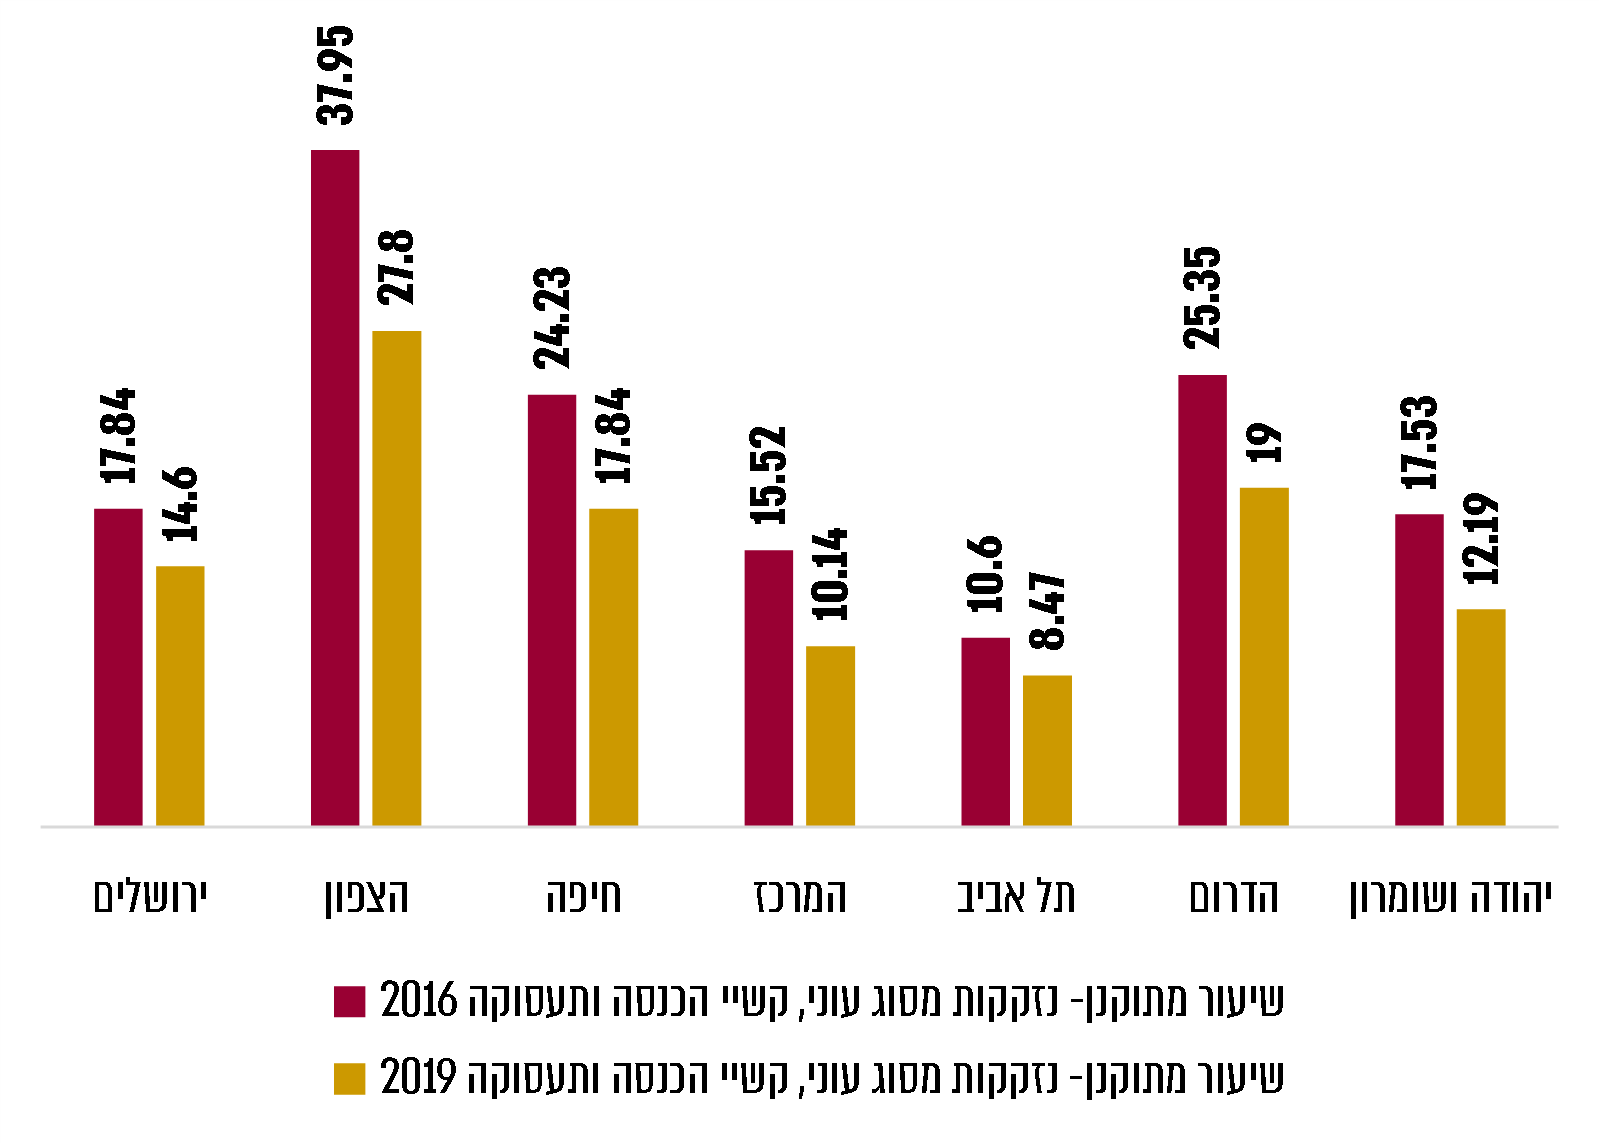 37.95
27.8
24.23
25.35
17.84
14.6
17.84
15.52
10.14
10.6
8.47
19
17.53
12.19
ירושלים
הצפון
חיפה
המרכז
תל אביב
הדרום
יהודה ושומרון
שיעור מתוקנן- נזקקות מסוג עוני, קשיי הכנסה ותעסוקה 2016
שיעור מתוקנן- נזקקות מסוג עוני, קשיי הכנסה ותעסוקה 2019